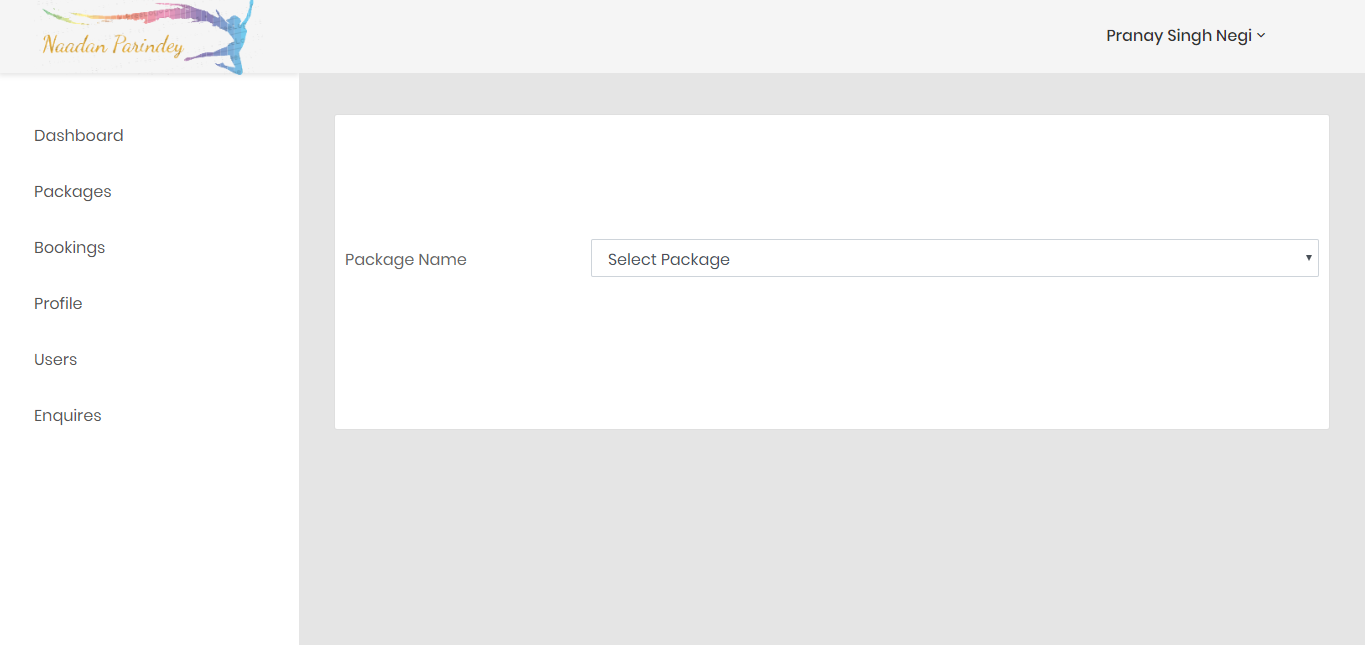 Naadan Parindey
Pranay Singh Negi
Dashboard
Packages
Bookings
Profile
Users
Enquires
Package Name
Select Package